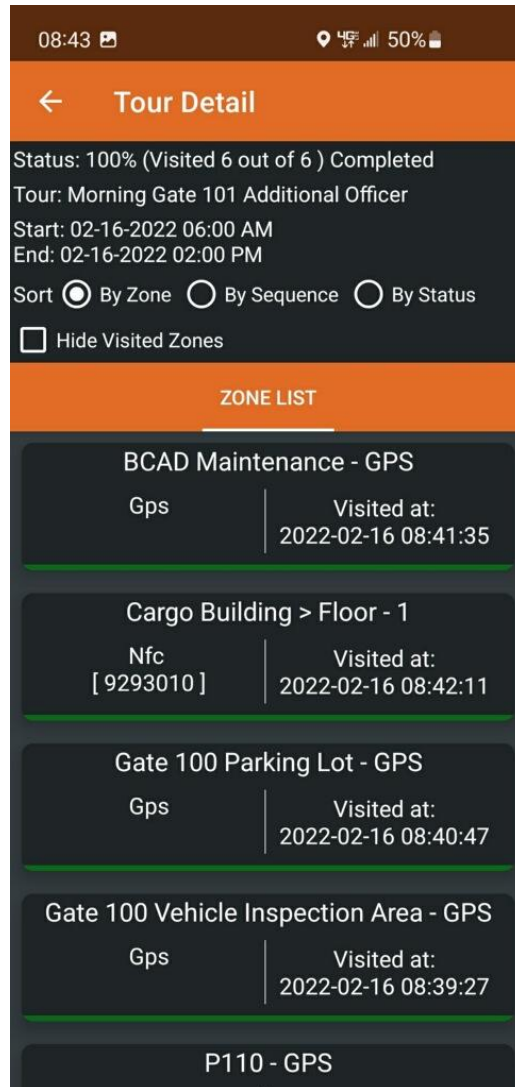 08:43 4G 50%
Tour Detail
Status: 100% (Visited 6 out of 6 ) Completed
Tour: Morning Gate 101 Additional Officer
Start: 02-16-2022 06:00 AM
End: 02-16-2022 02:00 PM
Sort By Zone By Sequence By Status
Hide Visited Zones
ZONE LIST
BCAD Maintenance - GPS
Gps Visited at:
2022-02-16 08:41:35
Cargo Building > Floor - 1
Nfc Visited at:
[ 9293010 ] 2022-02-16 08:42:11
Gate 100 Parking Lot - GPS
Gps Visited at:
2022-02-16 08:40:47
Gate 100 Vehicle Inspection Area - GPS
Gps Visited at:
2022-02-16 08:39:27
P110 - GPS